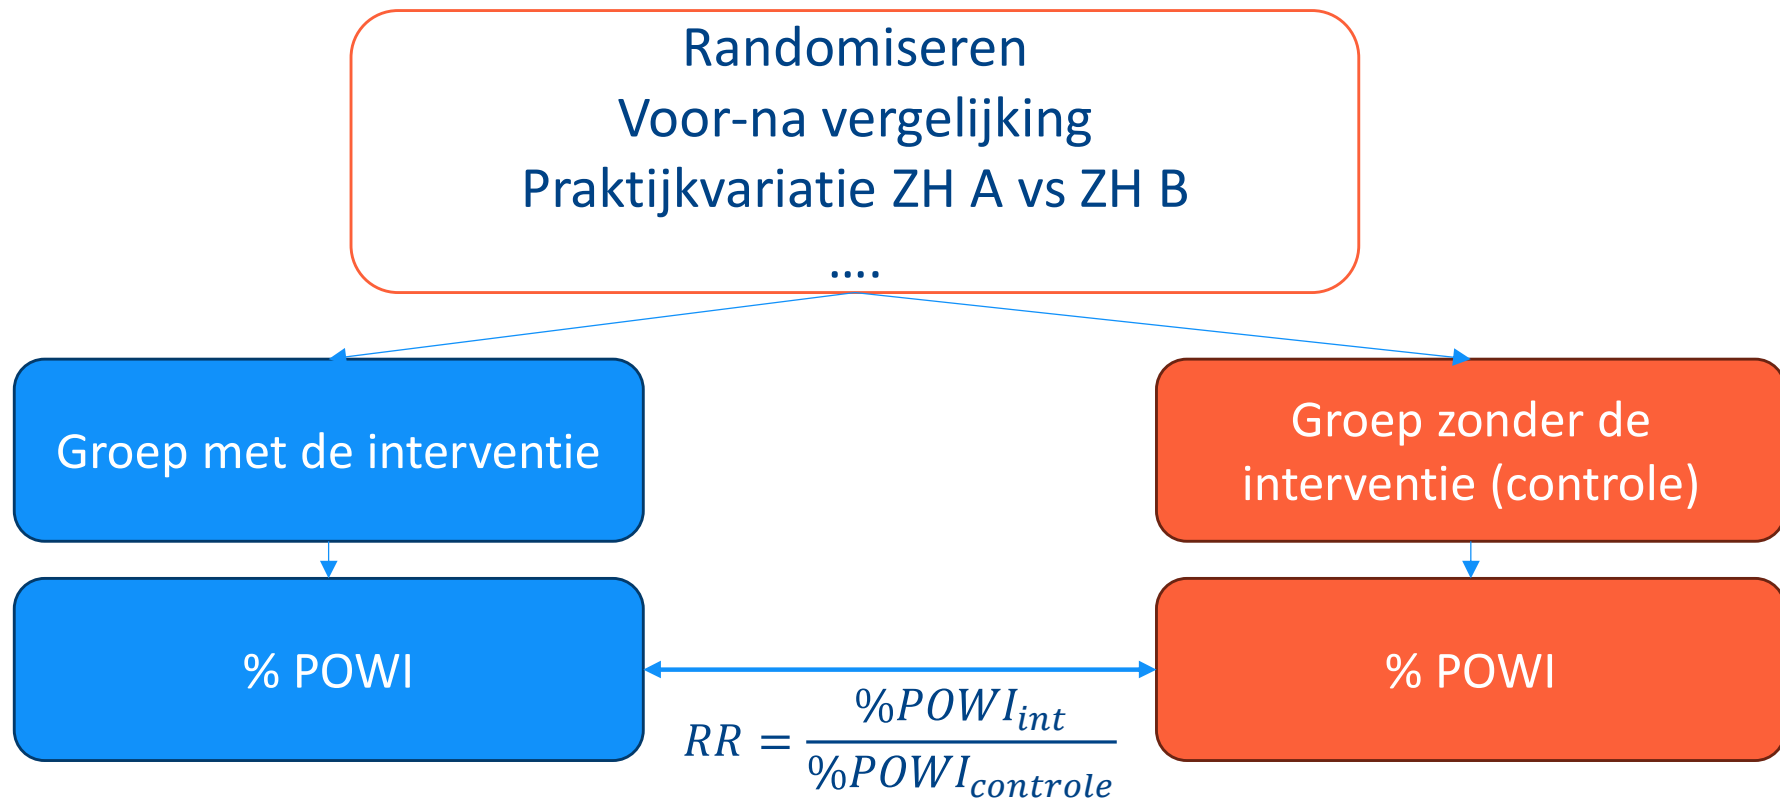 Randomiseren
Voor-na vergelijking
Praktijkvariatie ZH A vs ZH B
....
Groep met de interventie
Groep zonder de
interventie (controle)
% POWI
% POWI
RR = %POWI_int / %POWI_controle